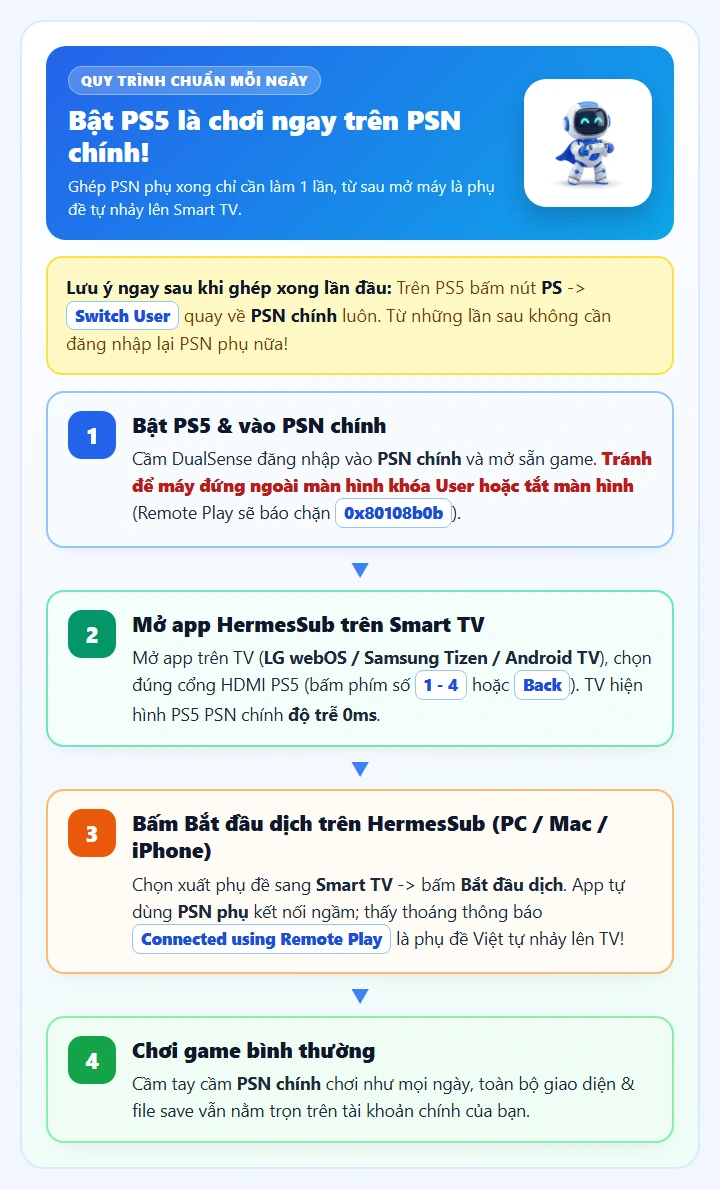 QUY TRÌNH CHUẨN MỖI NGÀY
Bật PS5 là chơi ngay trên PSN
chính!
Ghép PSN phụ xong chỉ cần làm 1 lần, từ sau mở máy là phụ
đề tự nhảy lên Smart TV.
Lưu ý ngay sau khi ghép xong lần đầu: Trên PS5 bấm nút PS ->
Switch User quay về PSN chính luôn. Từ những lần sau không cần
đăng nhập lại PSN phụ nữa!
1
Bật PS5 & vào PSN chính
Cầm DualSense đăng nhập vào PSN chính và mở sẵn game. Tránh
để máy đứng ngoài màn hình khóa User hoặc tắt màn hình
(Remote Play sẽ báo chặn 0x80108b0b).
▼
2
Mở app HermesSub trên Smart TV
Mở app trên TV (LG webOS / Samsung Tizen / Android TV), chọn
đúng cổng HDMI PS5 (bấm phím số 1 - 4 hoặc Back). TV hiện
hình PS5 PSN chính độ trễ 0ms.
▼
3
Bấm Bắt đầu dịch trên HermesSub (PC / Mac /
iPhone)
Chọn xuất phụ đề sang Smart TV -> bấm Bắt đầu dịch. App tự
dùng PSN phụ kết nối ngầm; thấy thoáng thông báo
Connected using Remote Play là phụ đề Việt tự nhảy lên TV!
▼
4
Chơi game bình thường
Cầm tay cầm PSN chính chơi như mọi ngày, toàn bộ giao diện &
file save vẫn nằm trọn trên tài khoản chính của bạn.